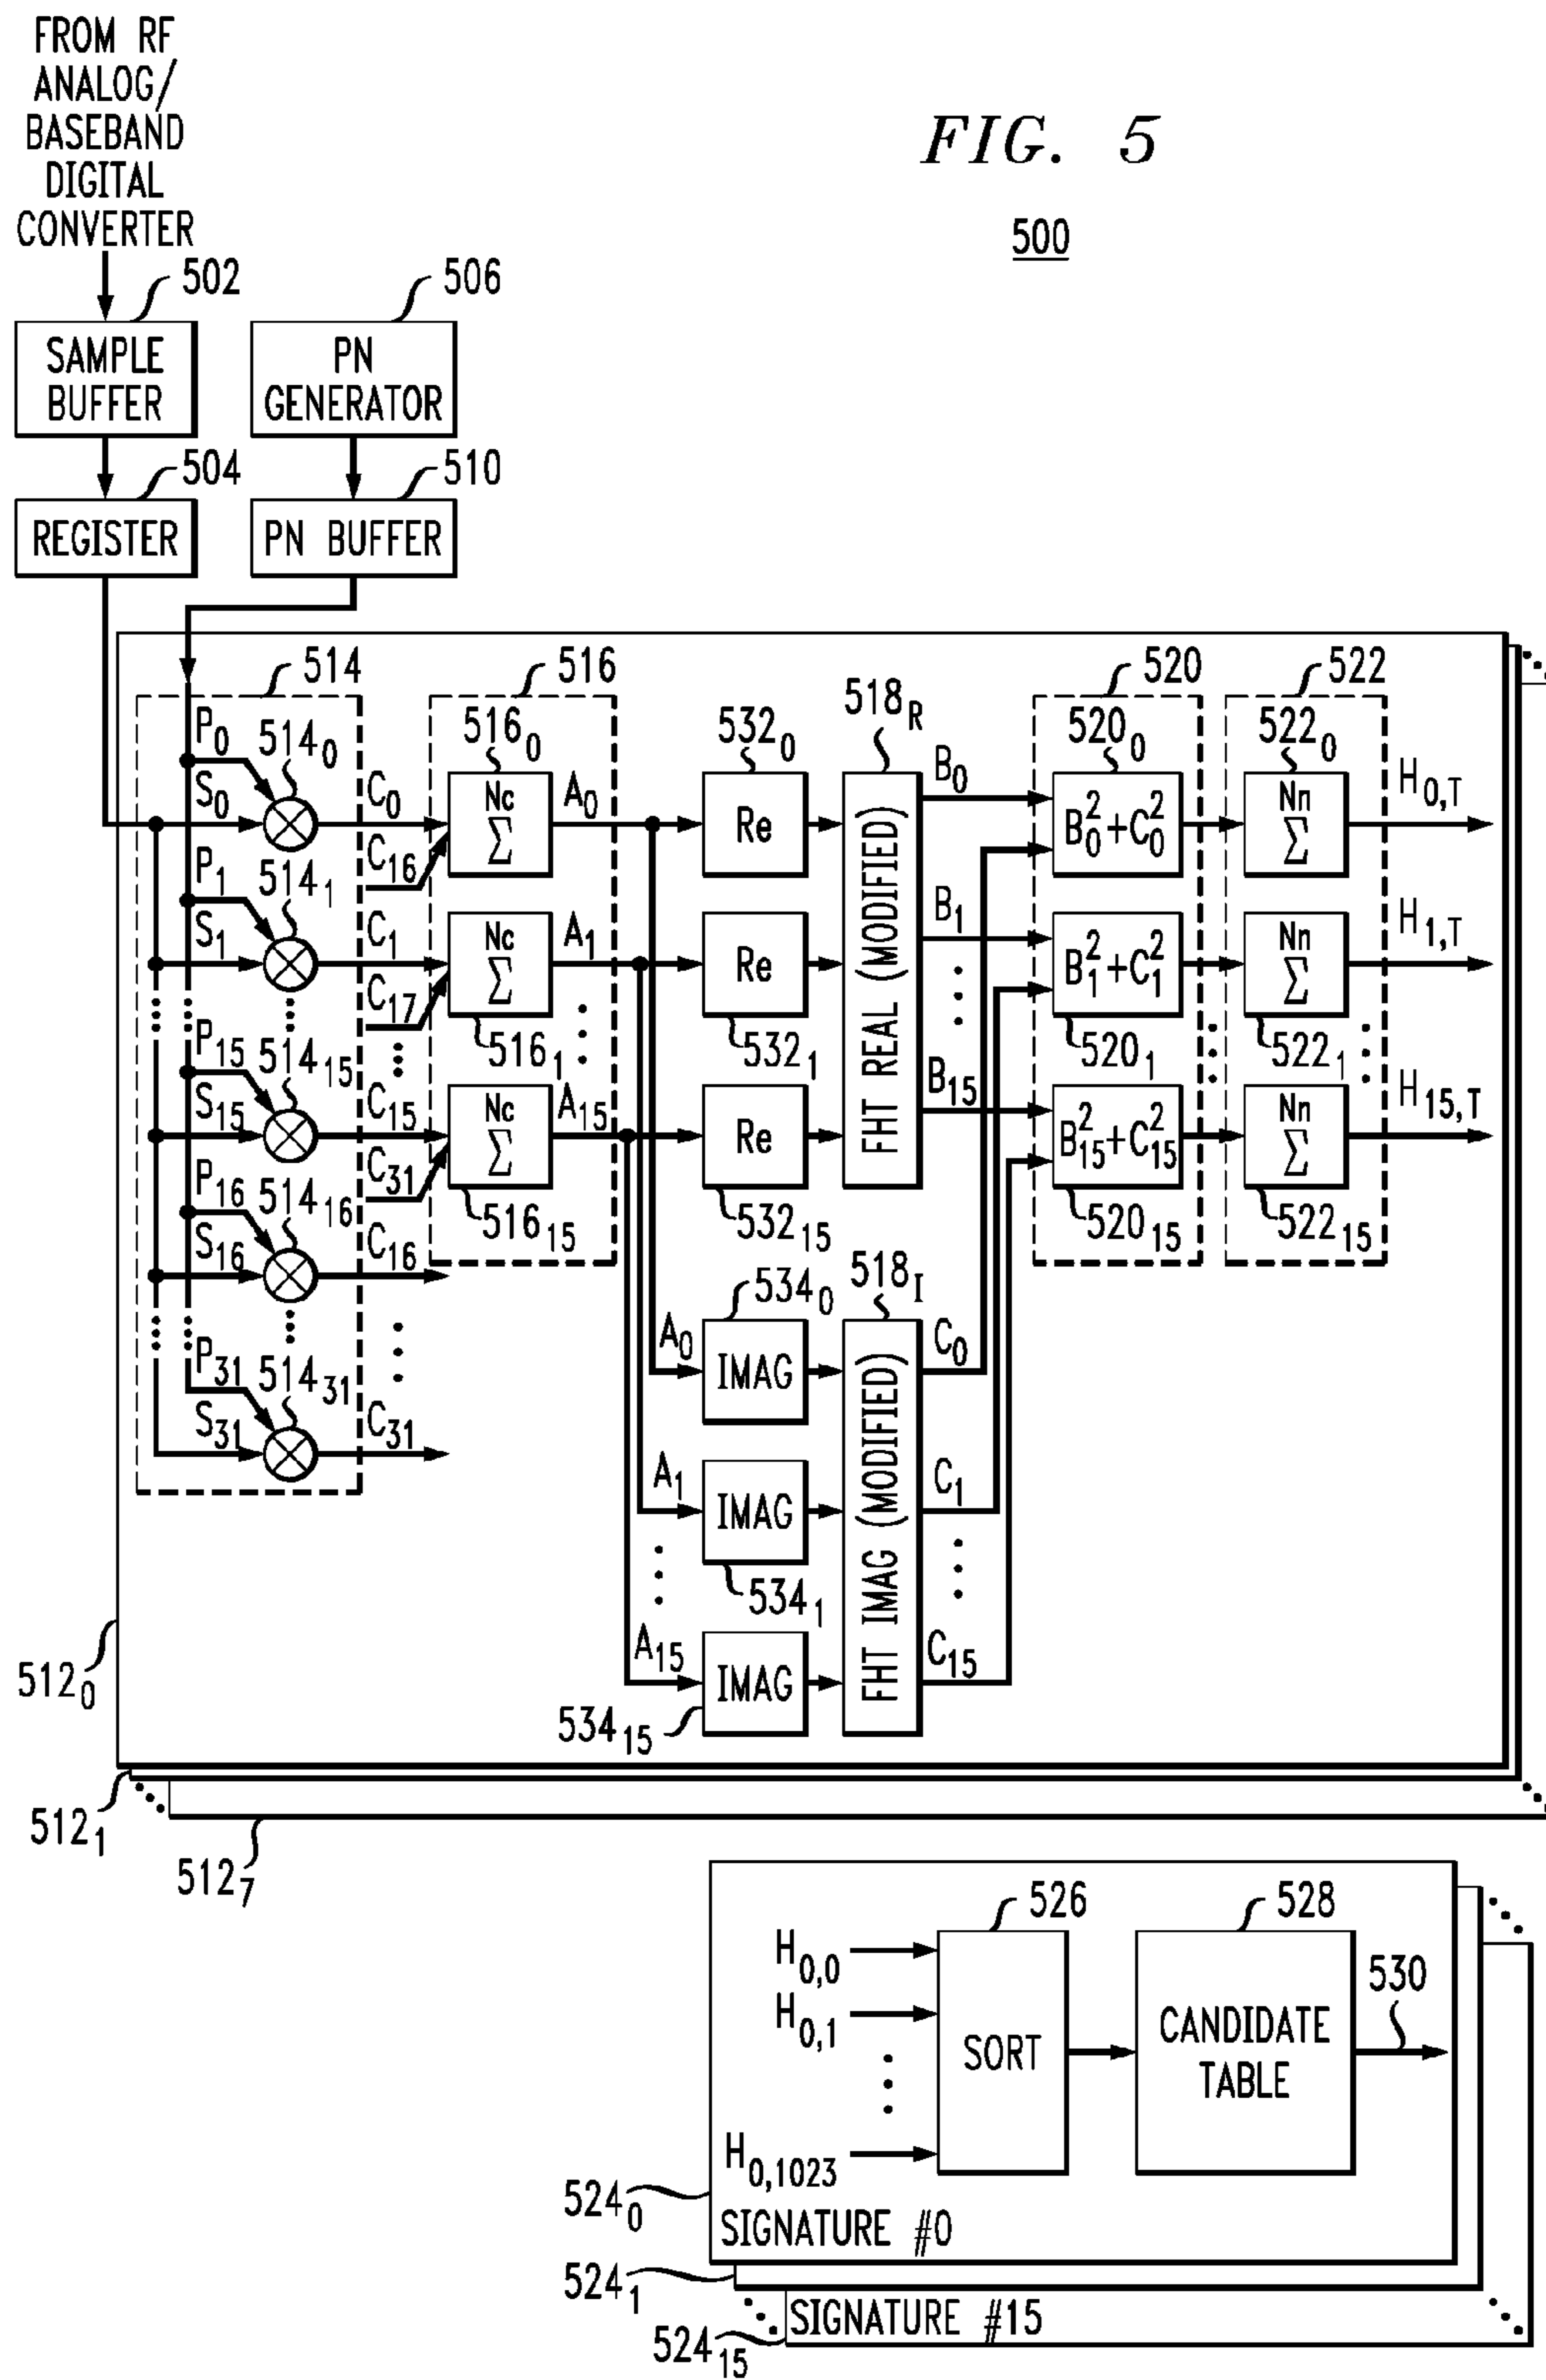 FROM RF
ANALOG/
BASEBAND
DIGITAL
CONVERTER
FIG. 5
500
502
506
SAMPLE
BUFFER
PN
GENERATOR
504
510
REGISTER
PN BUFFER
514
516
520
522
P0
5140
S0
C0
C16
5160
Nc
Σ
A0
5320
Re
518R
FHT REAL (MODIFIED)
B0
5200
B0²+C0²
5220
Nn
Σ
H0,T
P1
5141
S1
C1
C17
Nc
Σ
5161
A1
Re
5321
B1
B1²+C1²
5201
Nn
Σ
5221
H1,T
P15
51415
S15
C15
C31
Nc
Σ
51615
A15
Re
53215
B15
B15²+C15²
52015
Nn
Σ
52215
H15,T
P16
51416
S16
C16
P31
51431
S31
C31
5340
A0
IMAG
518I
FHT IMAG (MODIFIED)
C0
A1
IMAG
5341
C1
A15
IMAG
53415
C15
5120
5121
5127
526
528
H0,0
H0,1
H0,1023
SORT
CANDIDATE
TABLE
530
5240
SIGNATURE #0
5241
SIGNATURE #15
52415